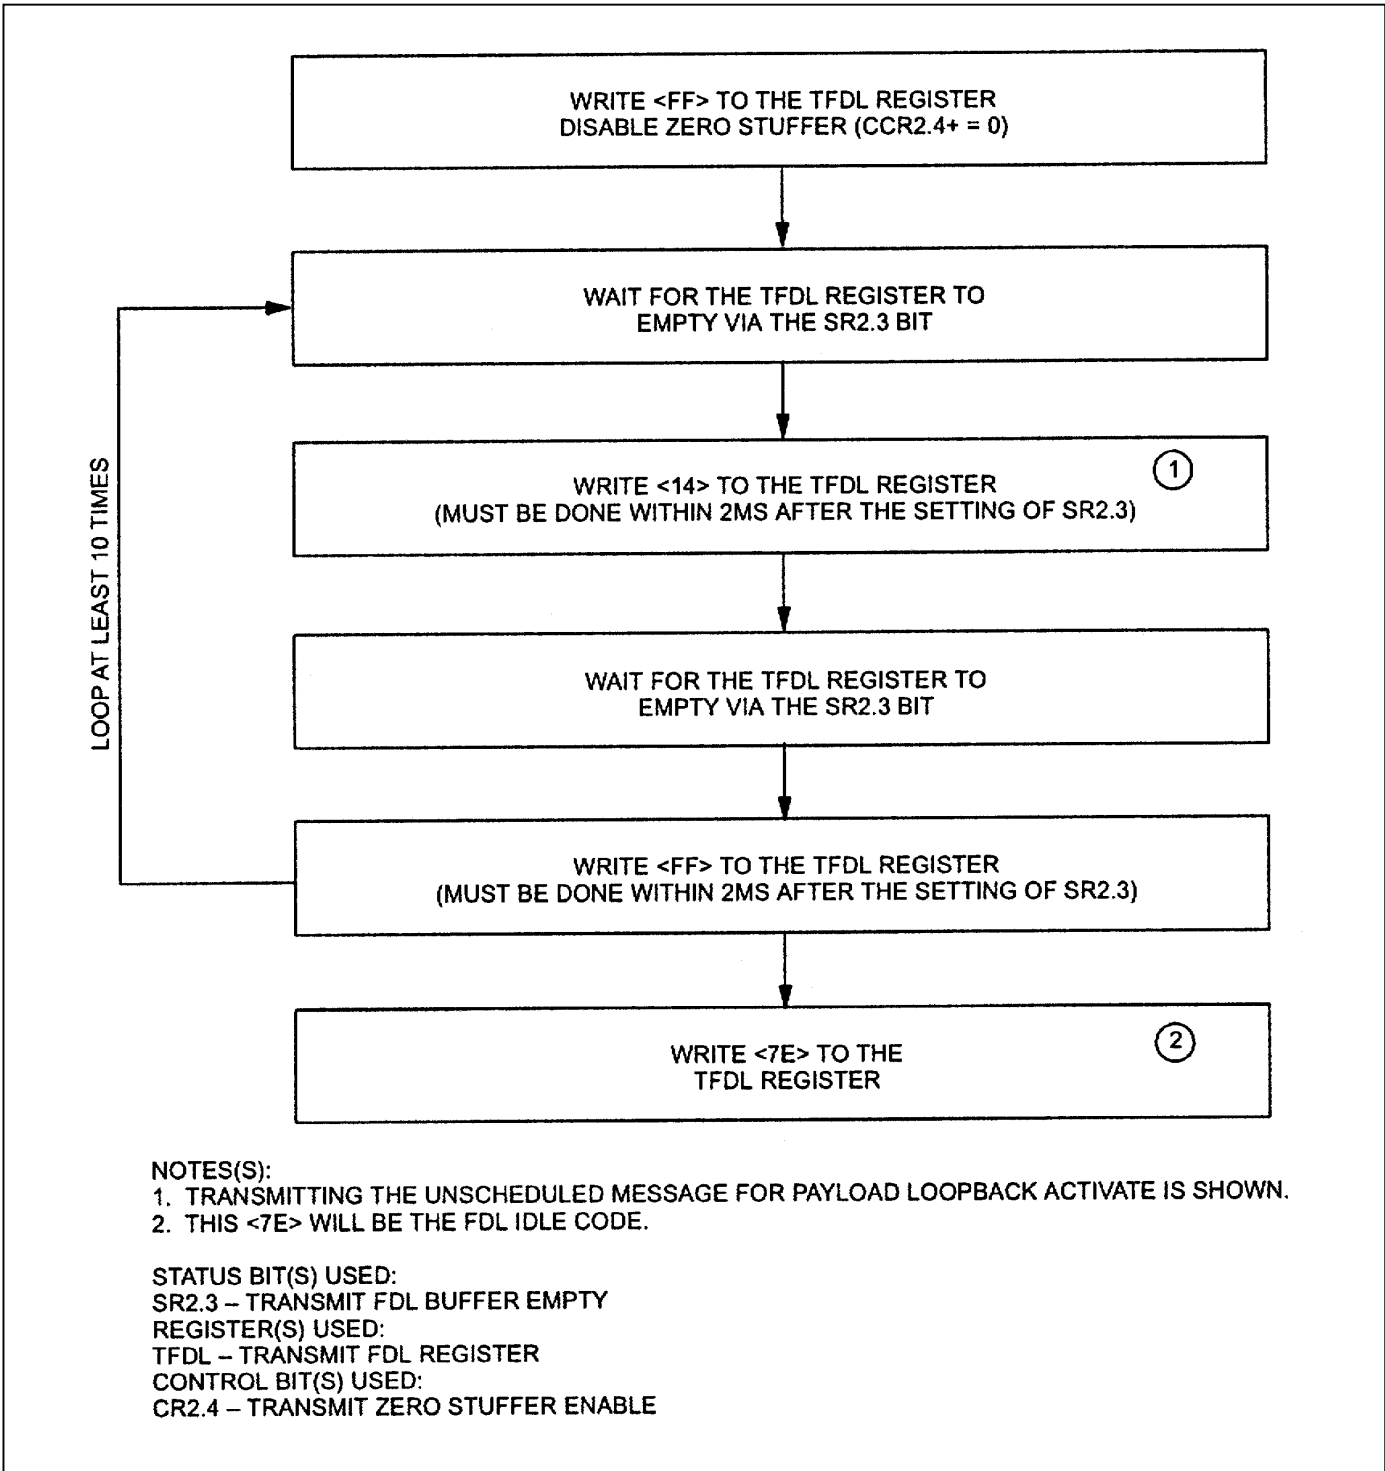 WRITE <FF> TO THE TFDL REGISTER
DISABLE ZERO STUFFER (CCR2.4+ = 0)
WAIT FOR THE TFDL REGISTER TO
EMPTY VIA THE SR2.3 BIT
LOOP AT LEAST 10 TIMES
1
WRITE <14> TO THE TFDL REGISTER
(MUST BE DONE WITHIN 2MS AFTER THE SETTING OF SR2.3)
WAIT FOR THE TFDL REGISTER TO
EMPTY VIA THE SR2.3 BIT
WRITE <FF> TO THE TFDL REGISTER
(MUST BE DONE WITHIN 2MS AFTER THE SETTING OF SR2.3)
2
WRITE <7E> TO THE
TFDL REGISTER
NOTES(S):
1. TRANSMITTING THE UNSCHEDULED MESSAGE FOR PAYLOAD LOOPBACK ACTIVATE IS SHOWN.
2. THIS <7E> WILL BE THE FDL IDLE CODE.
STATUS BIT(S) USED:
SR2.3 – TRANSMIT FDL BUFFER EMPTY
REGISTER(S) USED:
TFDL – TRANSMIT FDL REGISTER
CONTROL BIT(S) USED:
CR2.4 – TRANSMIT ZERO STUFFER ENABLE